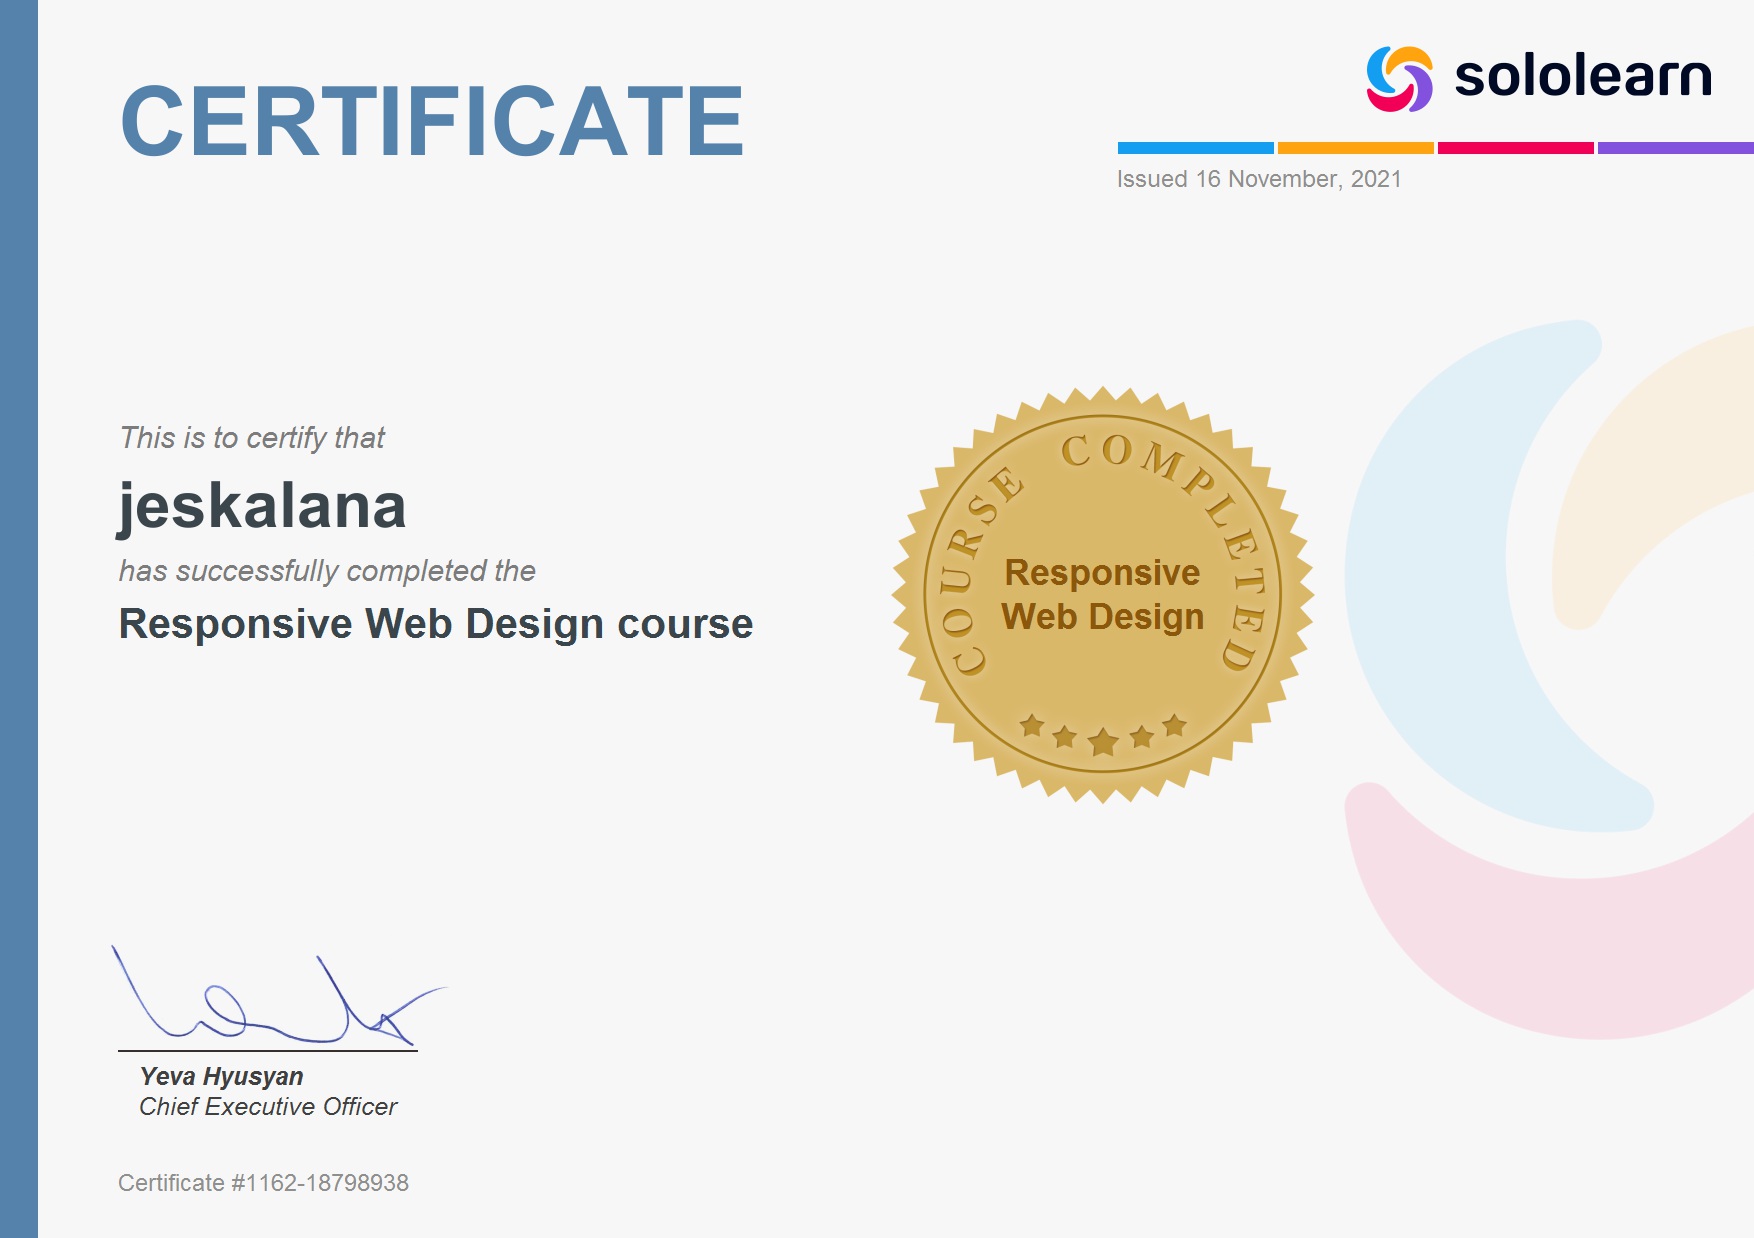 CERTIFICATE
sololearn
Issued 16 November, 2021
This is to certify that
jeskalana
has successfully completed the
Responsive Web Design course
COURSE COMPLETED
Responsive
Web Design
Yeva Hyusyan
Chief Executive Officer
Certificate #1162-18798938